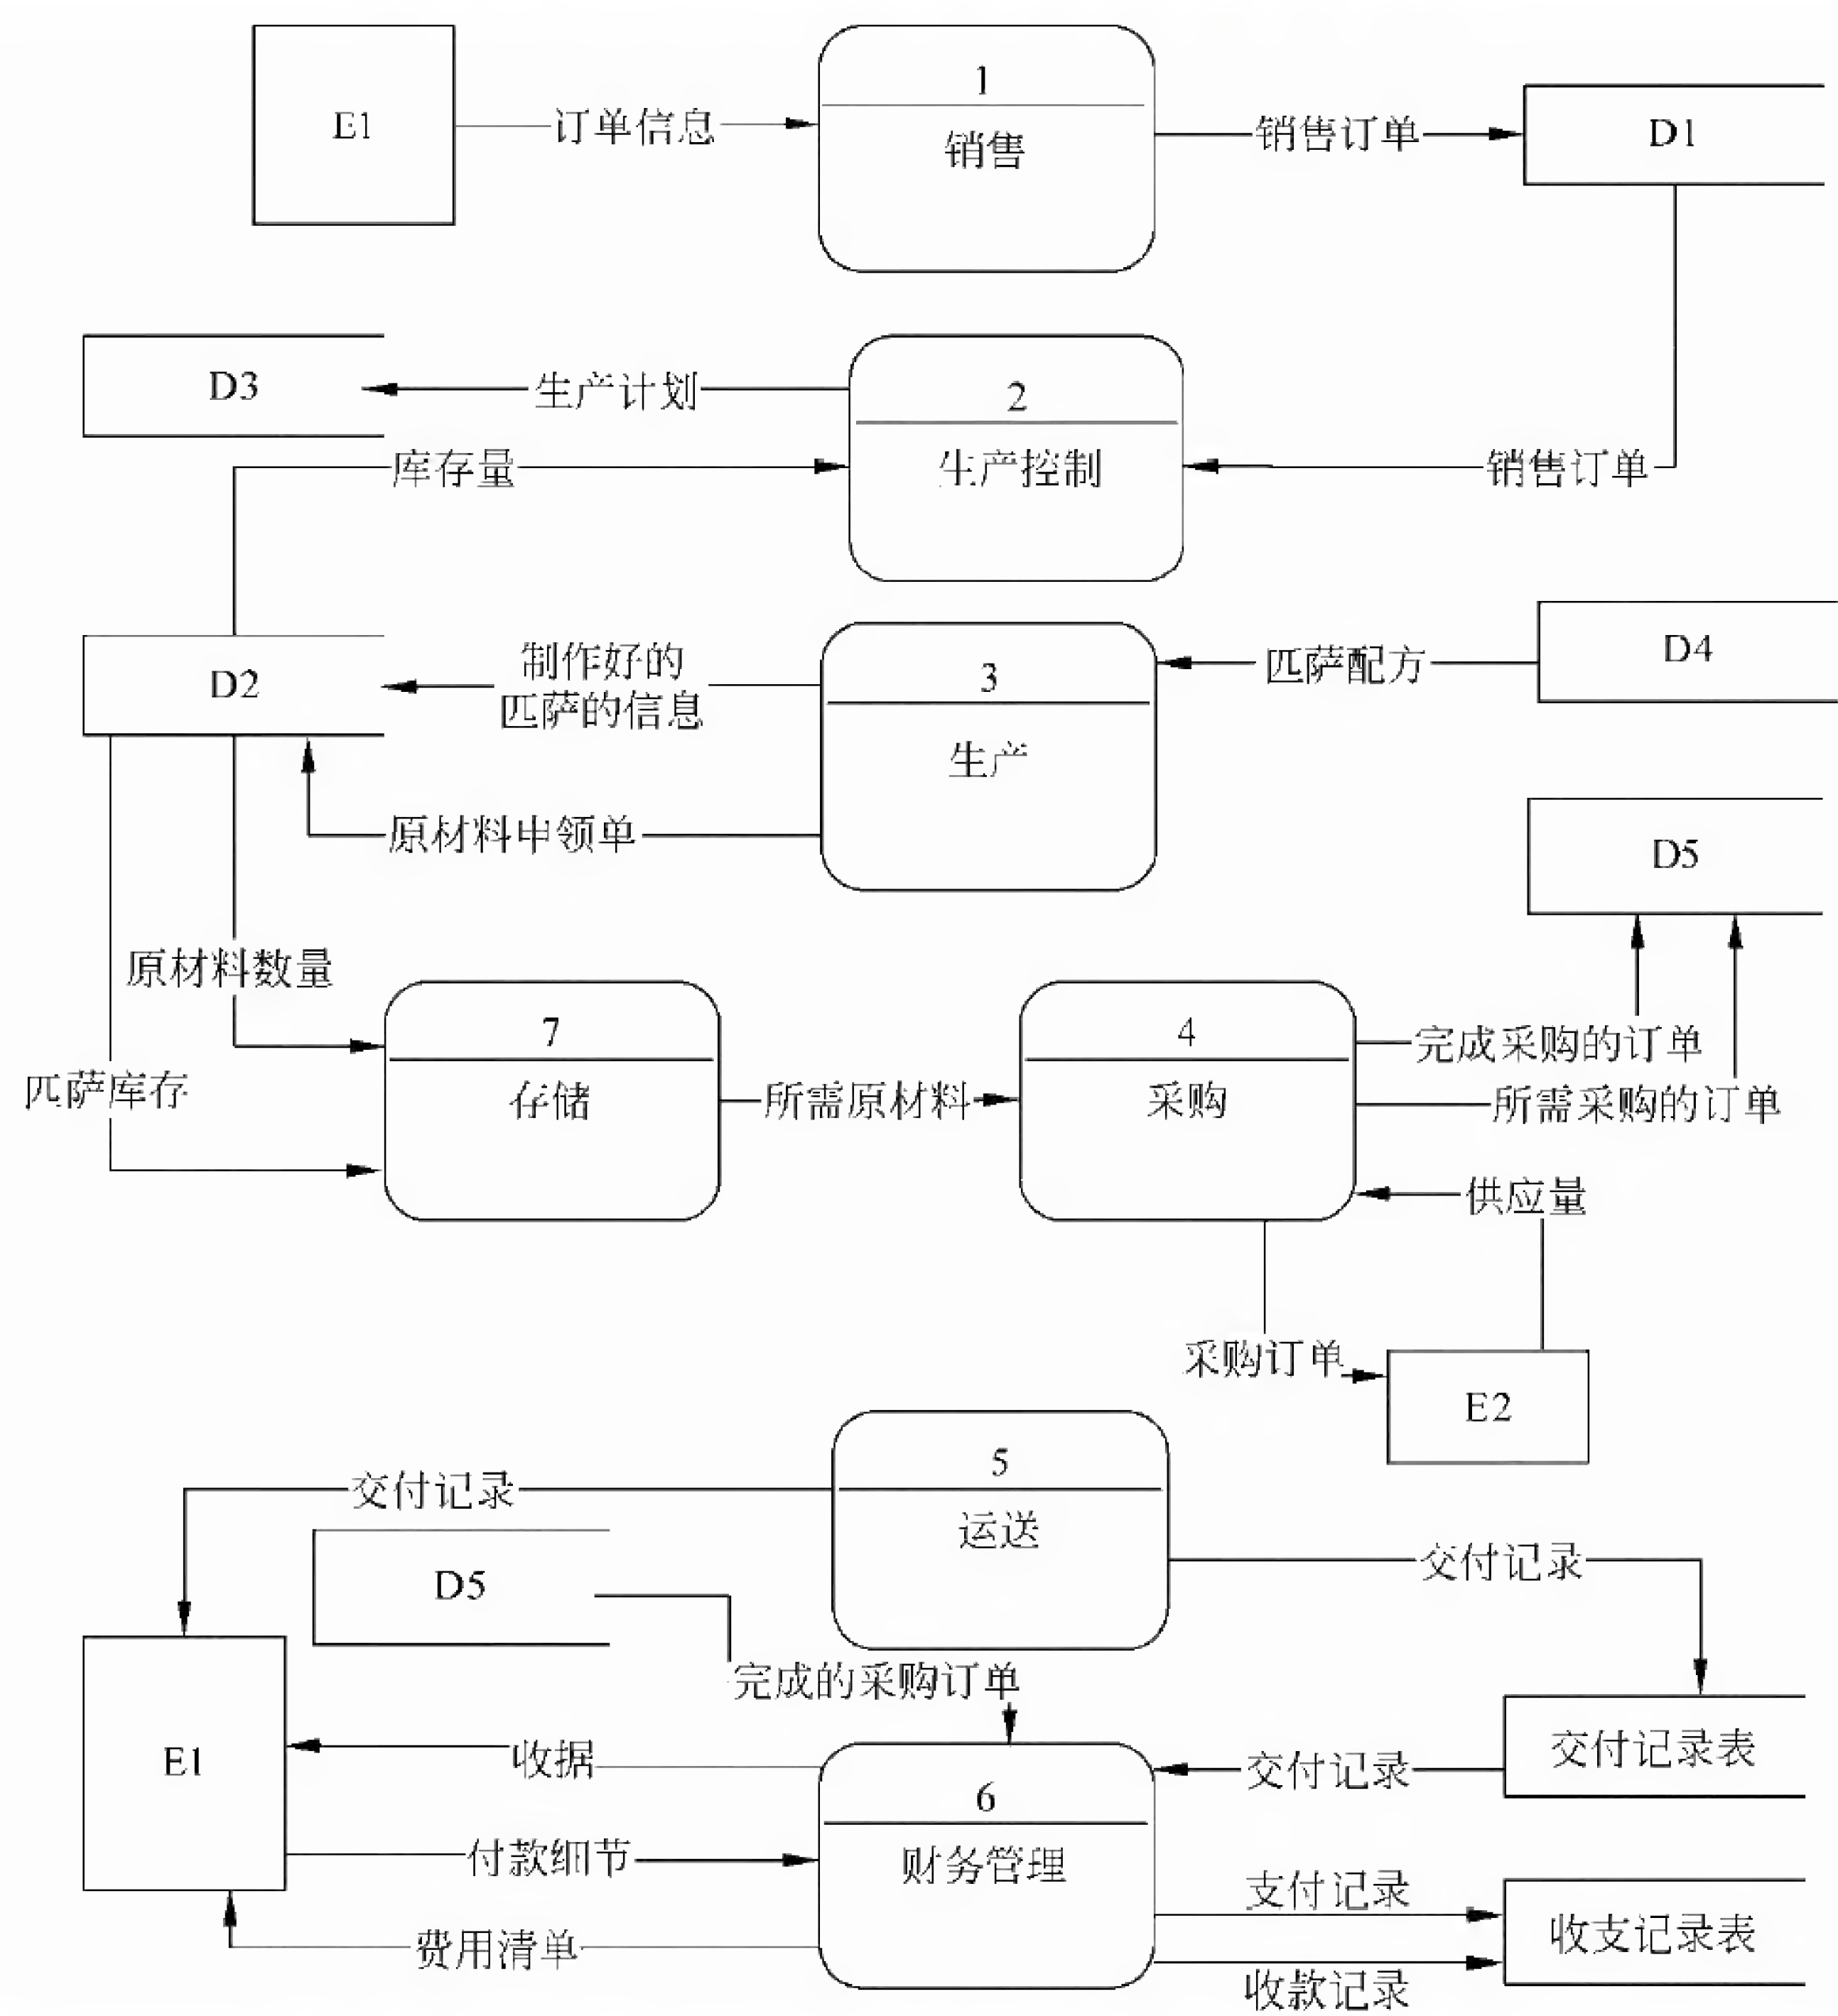 E1
订单信息
1
销售
销售订单
D1
D3
生产计划
2
生产控制
库存量
销售订单
D2
制作好的
匹萨的信息
3
生产
匹萨配方
D4
原材料申领单
D5
原材料数量
匹萨库存
7
存储
所需原材料
4
采购
完成采购的订单
所需采购的订单
供应量
采购订单
E2
5
运送
交付记录
交付记录
D5
完成的采购订单
E1
收据
付款细节
费用清单
6
财务管理
交付记录
交付记录表
支付记录
收款记录
收支记录表